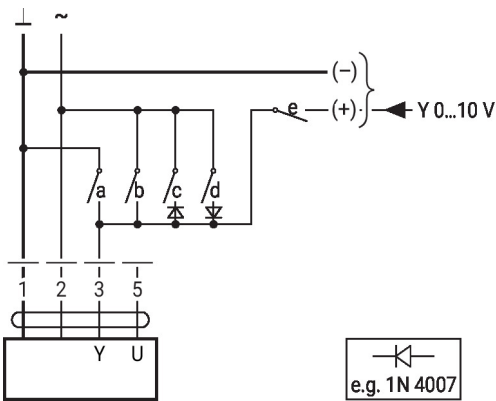 ⊥ ~
(–)
e (+) Y 0...10 V
a b c d
1 2 3 5
Y U
e.g. 1N 4007